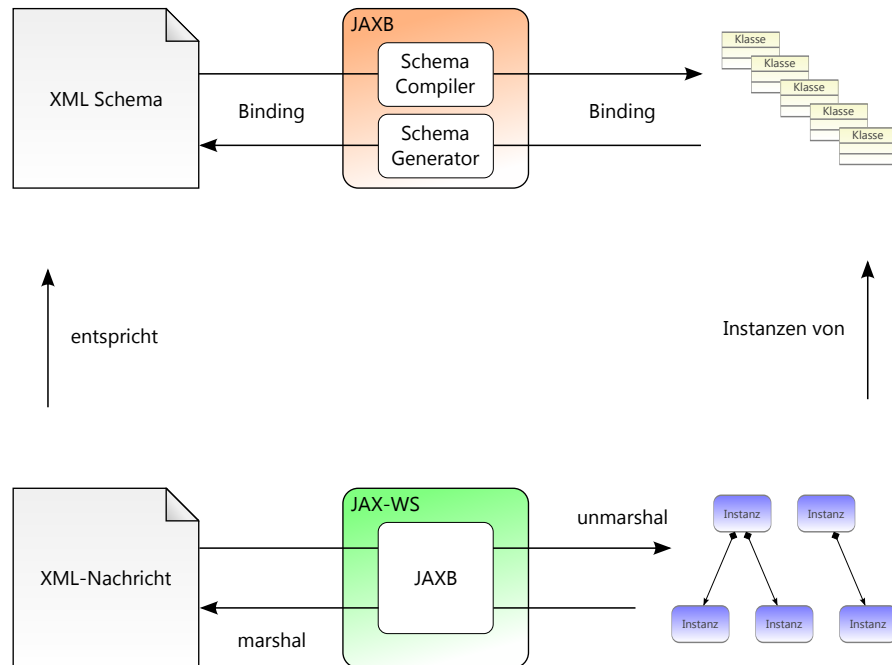 JAXB
Klasse
Klasse
Klasse
Klasse
Klasse
Schema
Compiler
XML Schema
Binding
Binding
Schema
Generator
entspricht
Instanzen von
JAX-WS
unmarshal
Instanz
Instanz
XML-Nachricht
JAXB
marshal
Instanz
Instanz
Instanz